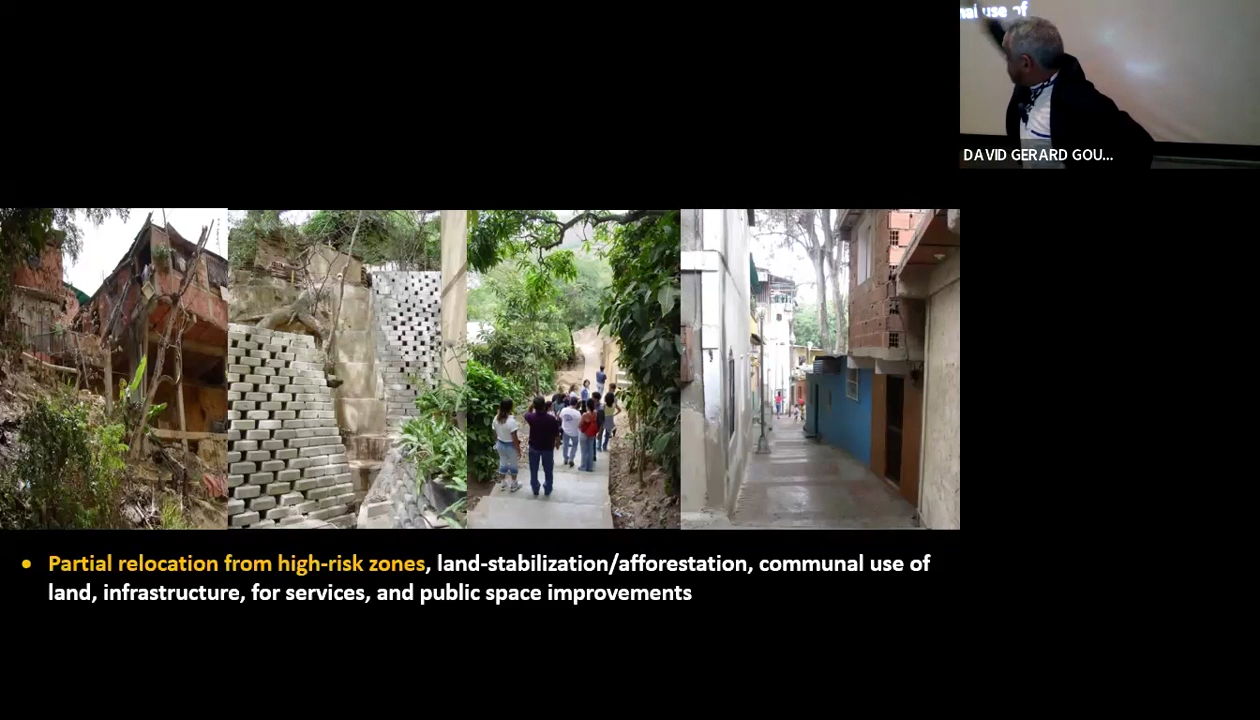 nal use of
DAVID GERARD GOU...
• Partial relocation from high-risk zones, land-stabilization/afforestation, communal use of
land, infrastructure, for services, and public space improvements